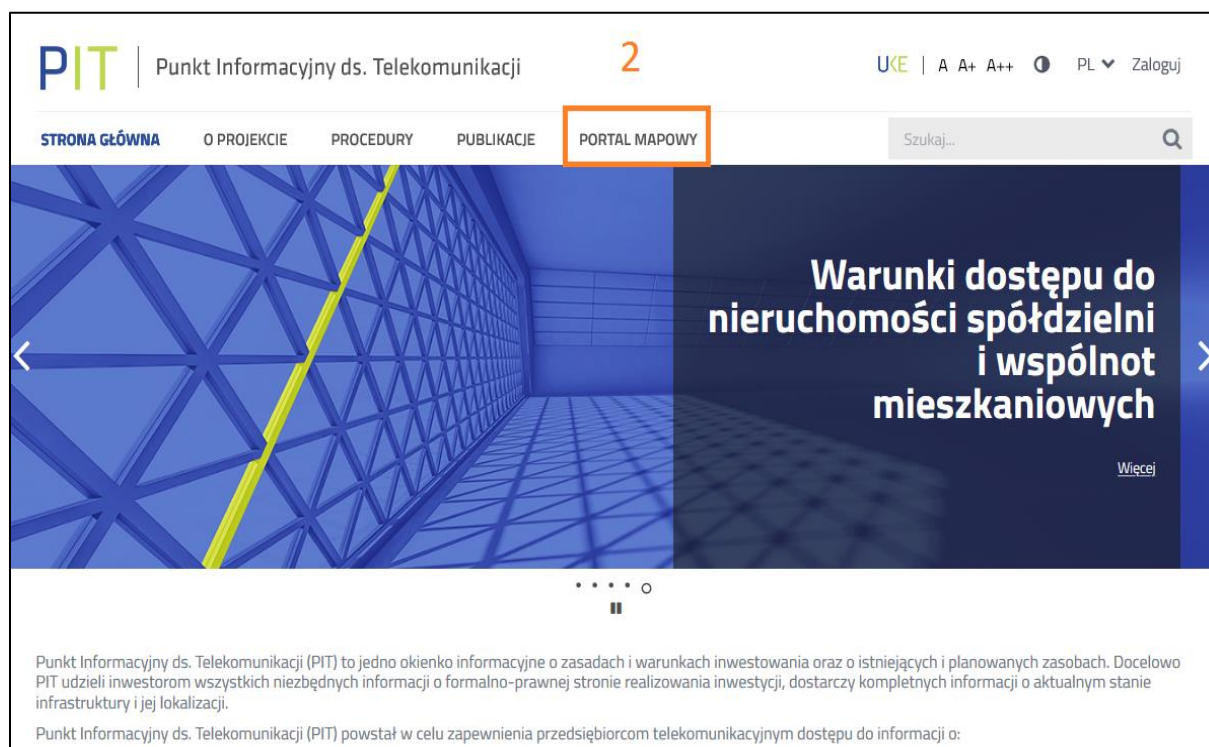 PIT | Punkt Informacyjny ds. Telekomunikacji
2
UKE | A A+ A++ PL Zaloguj
STRONA GŁÓWNA O PROJEKCIE PROCEDURY PUBLIKACJE PORTAL MAPOWY Szukaj...
Warunki dostępu do
nieruchomości spółdzielni
i wspólnot
mieszkaniowych
Więcej
Punkt Informacyjny ds. Telekomunikacji (PIT) to jedno okienko informacyjne o zasadach i warunkach inwestowania oraz o istniejących i planowanych zasobach. Docelowo
PIT udzieli inwestorom wszystkich niezbędnych informacji o formalno-prawnej stronie realizowania inwestycji, dostarczy kompletnych informacji o aktualnym stanie
infrastruktury i jej lokalizacji.
Punkt Informacyjny ds. Telekomunikacji (PIT) powstał w celu zapewnienia przedsiębiorcom telekomunikacyjnym dostępu do informacji o: